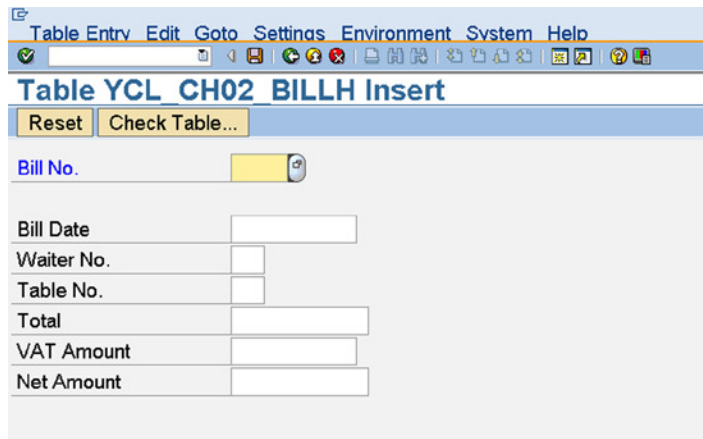 Table Entry Edit Goto Settings Environment System Help
Table YCL_CH02_BILLH Insert
Reset Check Table...
Bill No.
Bill Date
Waiter No.
Table No.
Total
VAT Amount
Net Amount